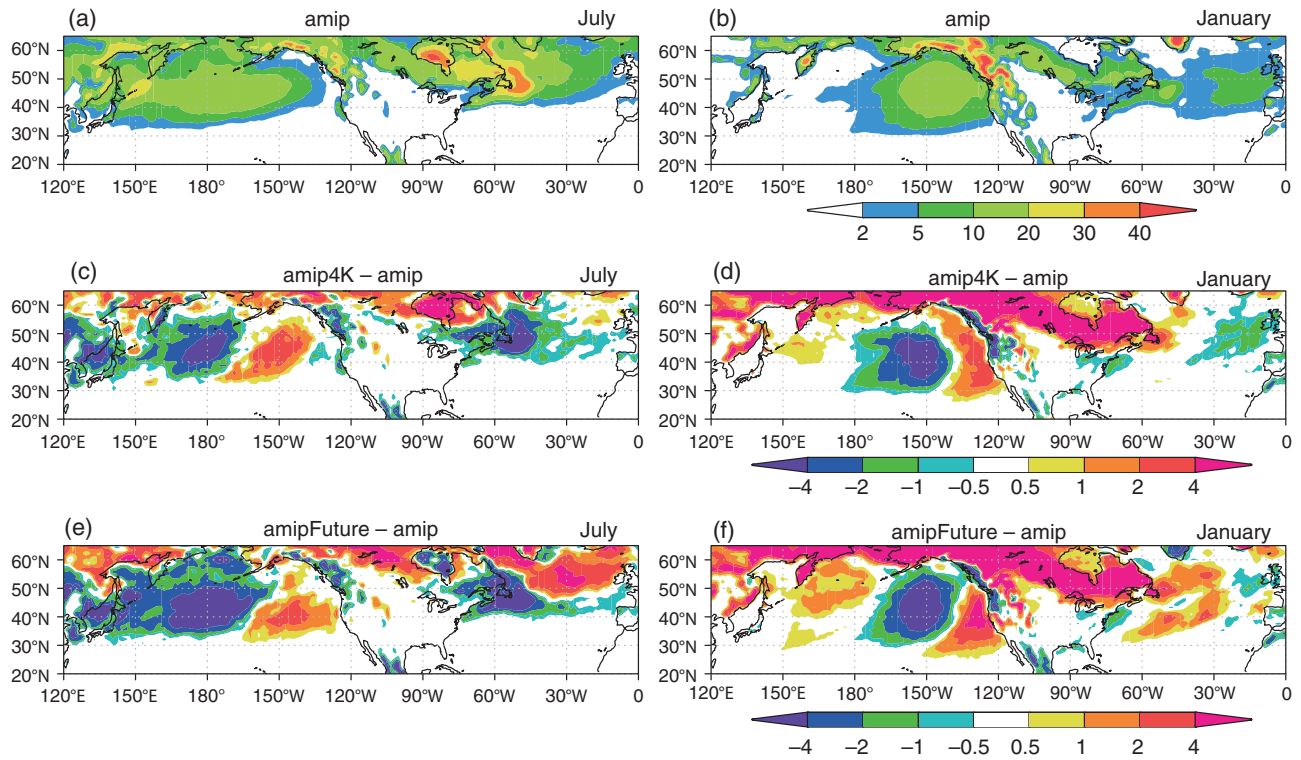 (a) amip July
60°N
50°N
40°N
30°N
20°N
120°E 150°E 180° 150°W 120°W 90°W 60°W 30°W 0
(b) amip January
60°N
50°N
40°N
30°N
20°N
120°E 150°E 180° 150°W 120°W 90°W 60°W 30°W 0
2 5 10 20 30 40
(c) amip4K – amip July
60°N
50°N
40°N
30°N
20°N
120°E 150°E 180° 150°W 120°W 90°W 60°W 30°W 0
(d) amip4K – amip January
60°N
50°N
40°N
30°N
20°N
120°E 150°E 180° 150°W 120°W 90°W 60°W 30°W 0
–4 –2 –1 –0.5 0.5 1 2 4
(e) amipFuture – amip July
60°N
50°N
40°N
30°N
20°N
120°E 150°E 180° 150°W 120°W 90°W 60°W 30°W 0
(f) amipFuture – amip January
60°N
50°N
40°N
30°N
20°N
120°E 150°E 180° 150°W 120°W 90°W 60°W 30°W 0
–4 –2 –1 –0.5 0.5 1 2 4